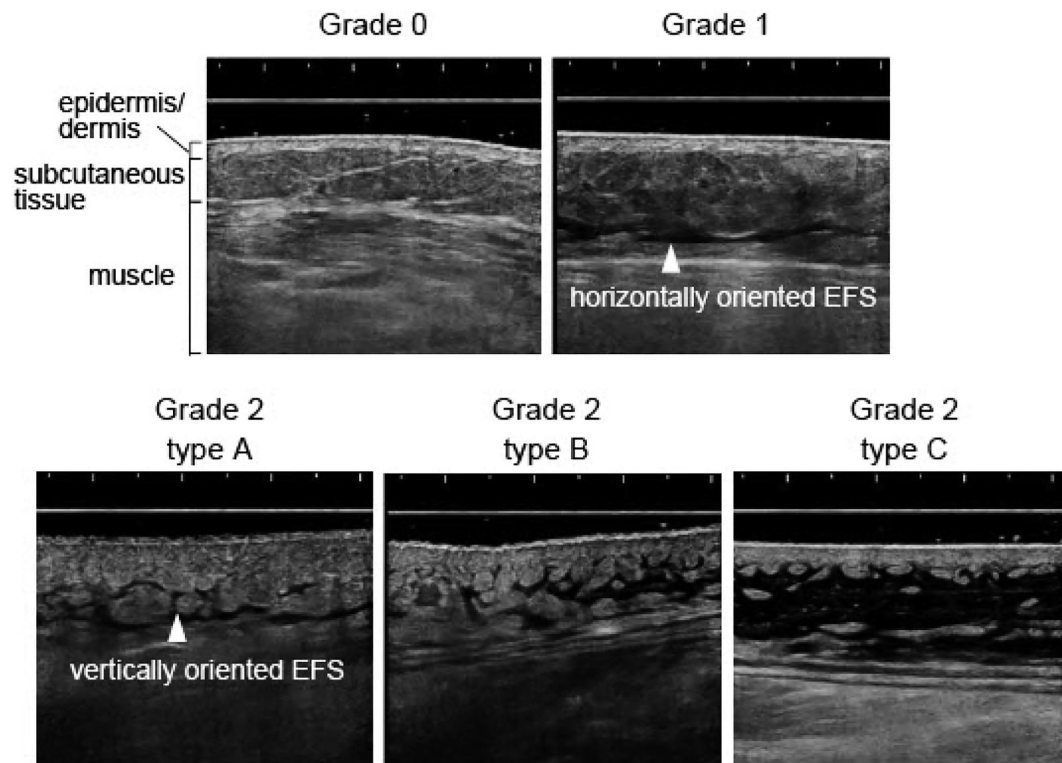 Grade 0
Grade 1
epidermis/
dermis
subcutaneous
tissue
muscle
horizontally oriented EFS
Grade 2
type A
Grade 2
type B
Grade 2
type C
vertically oriented EFS